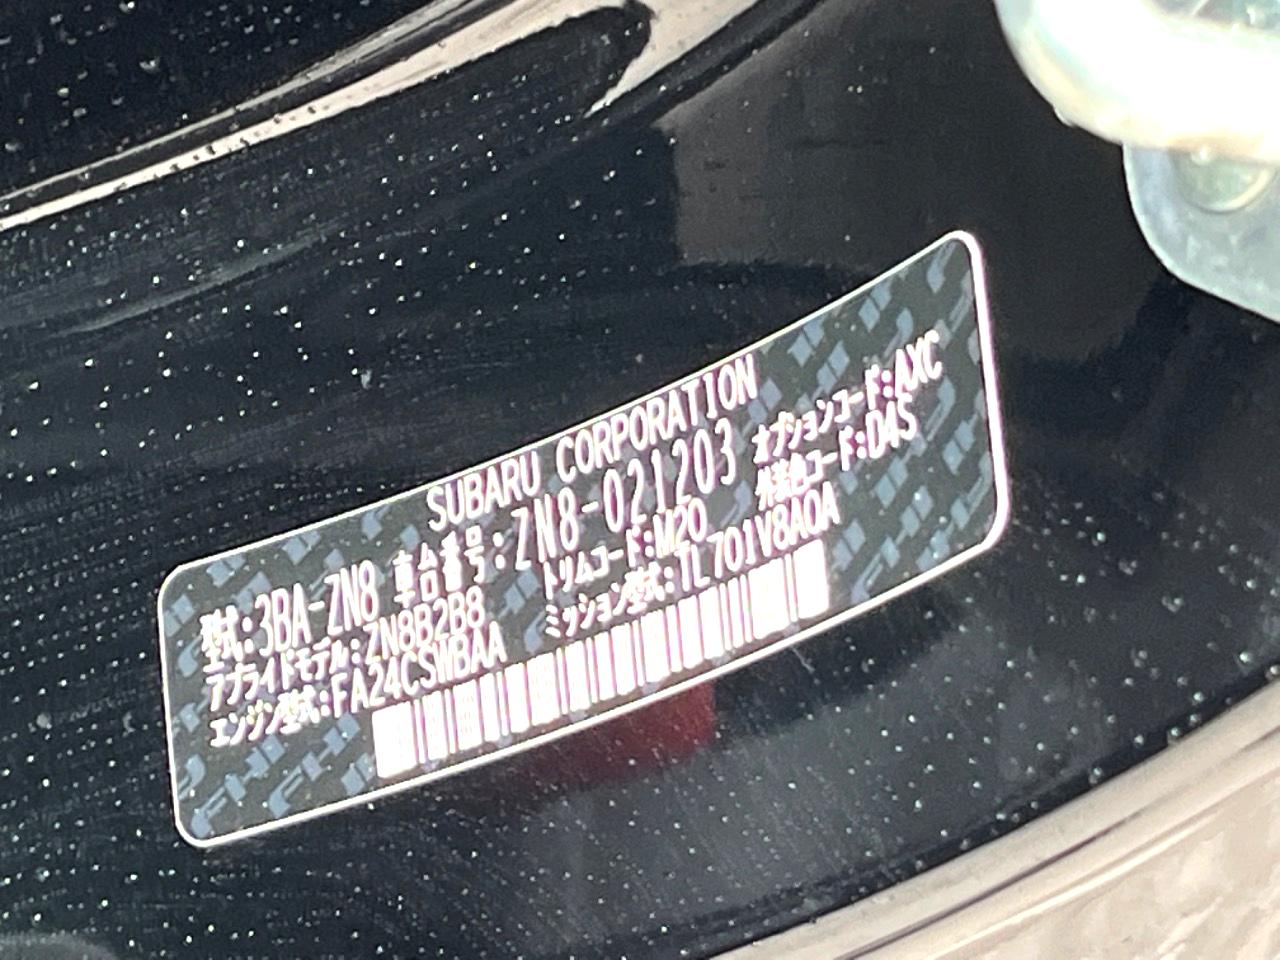 SUBARU CORPORATION
型式:3BA-ZN8 車台番号:ZN8-021203 オプションコード:AXC
アプライドモデル:ZN8B2B8 トリムコード:M20 外装色コード:D4S
エンジン型式:FA24CSWBAA ミッション型式:TL701V8A0A